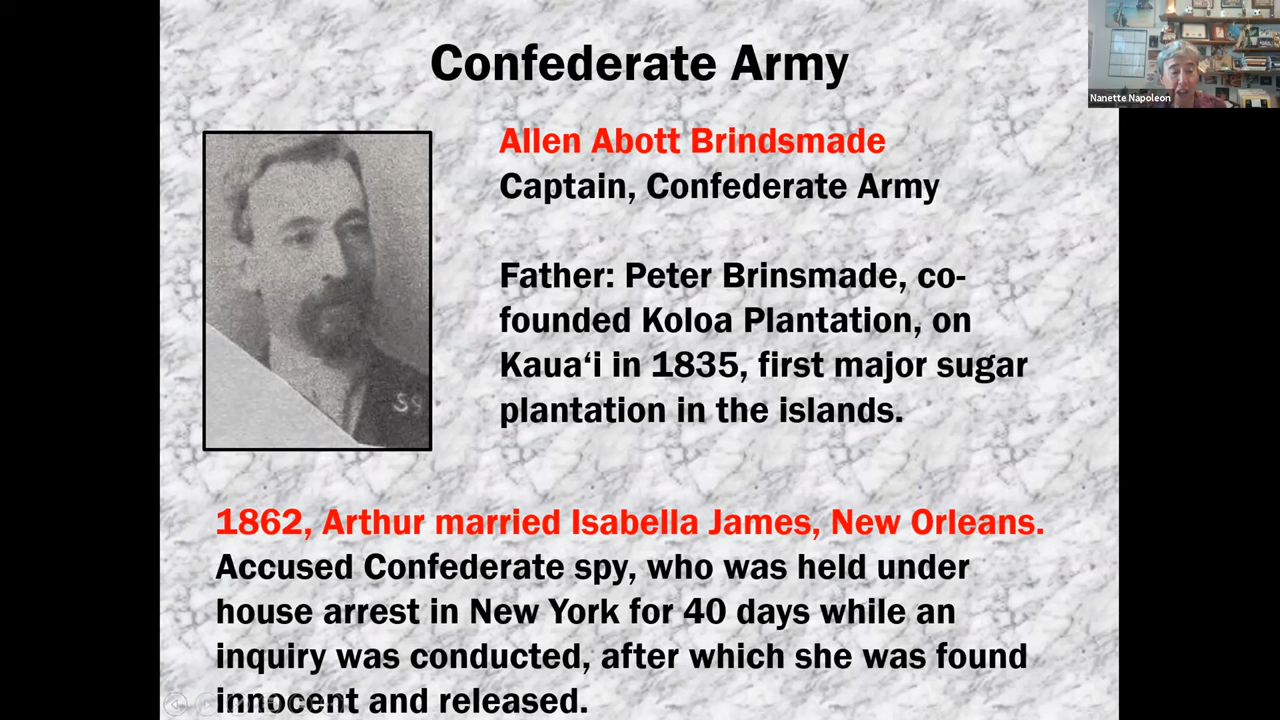 Confederate Army
Nanette Napoleon
Allen Abott Brindsmade
Captain, Confederate Army
Father: Peter Brinsmade, co-
founded Koloa Plantation, on
Kaua‘i in 1835, first major sugar
plantation in the islands.
1862, Arthur married Isabella James, New Orleans.
Accused Confederate spy, who was held under
house arrest in New York for 40 days while an
inquiry was conducted, after which she was found
innocent and released.